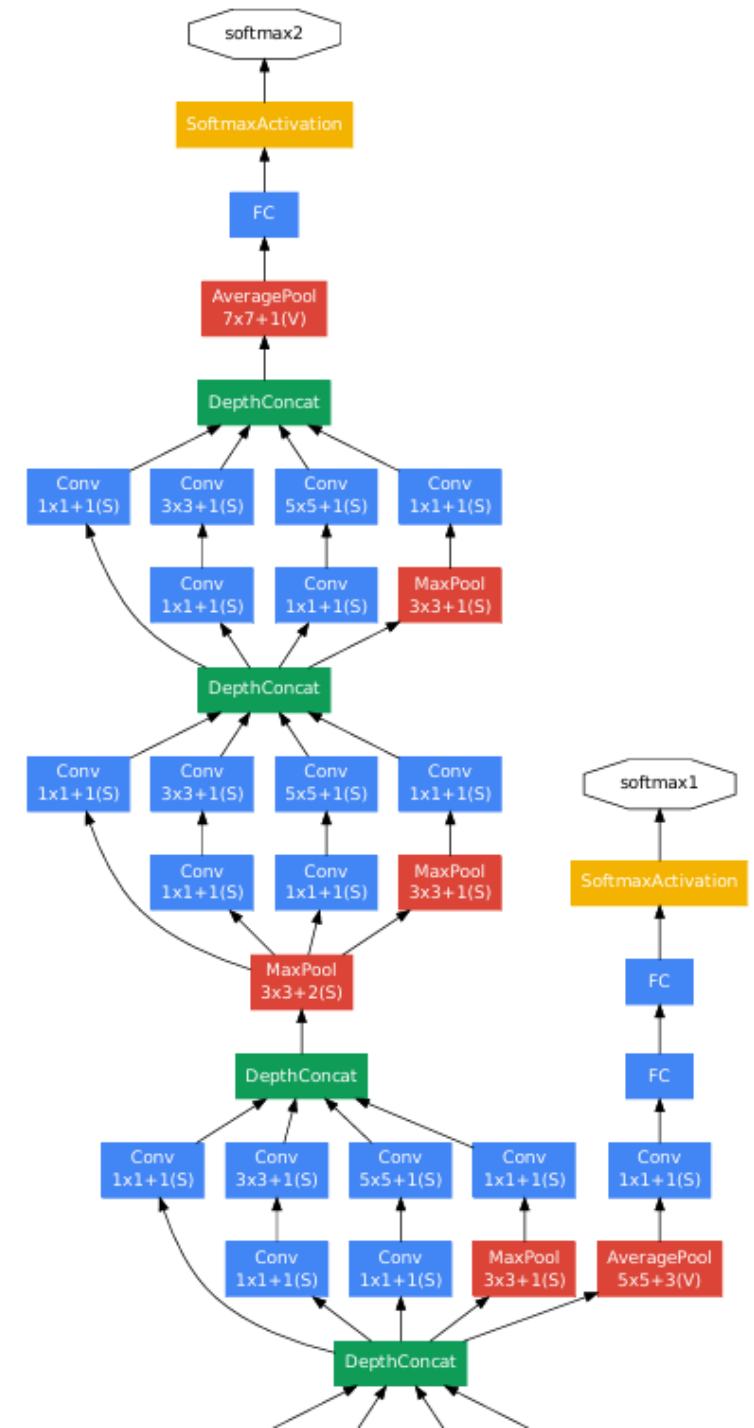 softmax2
SoftmaxActivation
FC
AveragePool
7x7+1(V)
DepthConcat
Conv
1x1+1(S)
Conv
3x3+1(S)
Conv
5x5+1(S)
Conv
1x1+1(S)
Conv
1x1+1(S)
Conv
1x1+1(S)
MaxPool
3x3+1(S)
DepthConcat
Conv
1x1+1(S)
Conv
3x3+1(S)
Conv
5x5+1(S)
Conv
1x1+1(S)
softmax1
Conv
1x1+1(S)
Conv
1x1+1(S)
MaxPool
3x3+1(S)
SoftmaxActivation
MaxPool
3x3+2(S)
FC
DepthConcat
FC
Conv
1x1+1(S)
Conv
3x3+1(S)
Conv
5x5+1(S)
Conv
1x1+1(S)
Conv
1x1+1(S)
Conv
1x1+1(S)
Conv
1x1+1(S)
MaxPool
3x3+1(S)
AveragePool
5x5+3(V)
DepthConcat